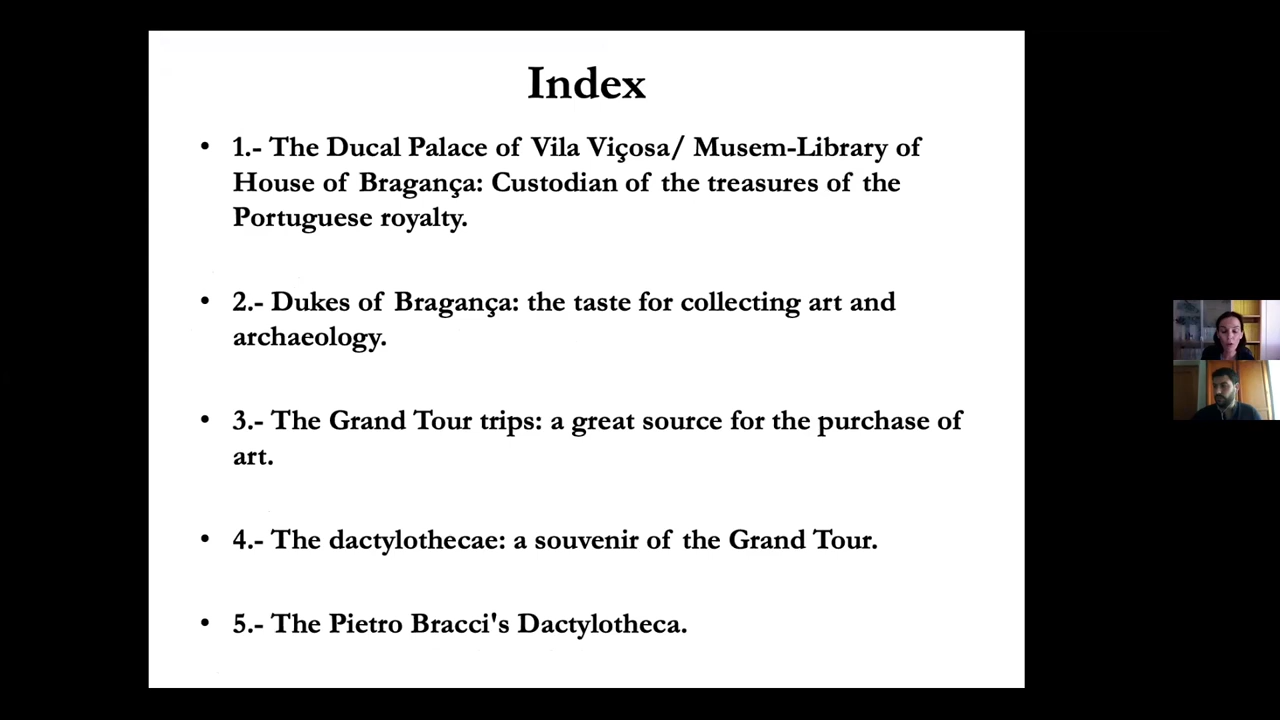 Index
• 1.- The Ducal Palace of Vila Viçosa/ Musem-Library of
House of Bragança: Custodian of the treasures of the
Portuguese royalty.
• 2.- Dukes of Bragança: the taste for collecting art and
archaeology.
• 3.- The Grand Tour trips: a great source for the purchase of
art.
• 4.- The dactylothecae: a souvenir of the Grand Tour.
• 5.- The Pietro Bracci's Dactylotheca.